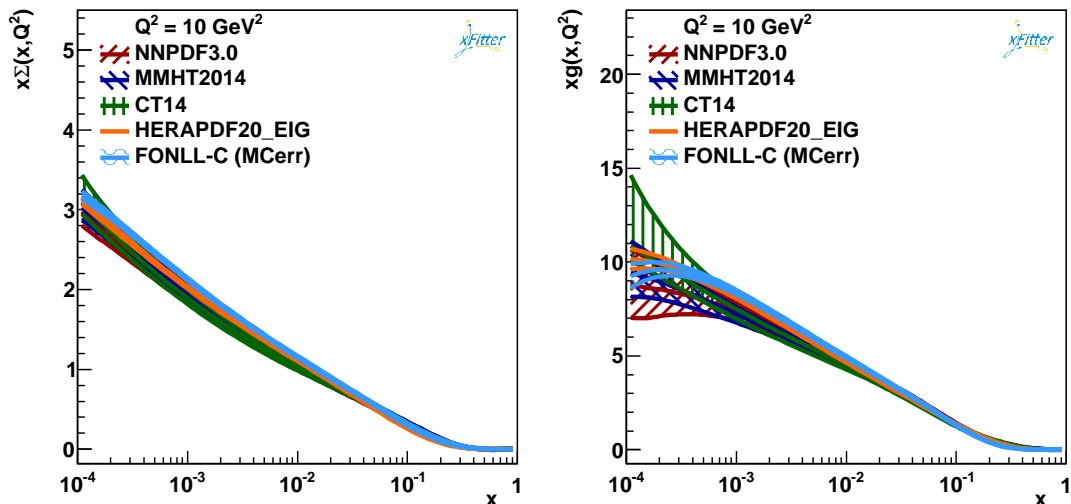 Q² = 10 GeV²
NNPDF3.0
MMHT2014
CT14
HERAPDF20_EIG
FONLL-C (MCerr)
xFitter
xΣ(x,Q²)
5
4
3
2
1
0
10⁻⁴ 10⁻³ 10⁻² 10⁻¹ 1
x
Q² = 10 GeV²
NNPDF3.0
MMHT2014
CT14
HERAPDF20_EIG
FONLL-C (MCerr)
xFitter
xg(x,Q²)
20
15
10
5
0
10⁻⁴ 10⁻³ 10⁻² 10⁻¹ 1
x